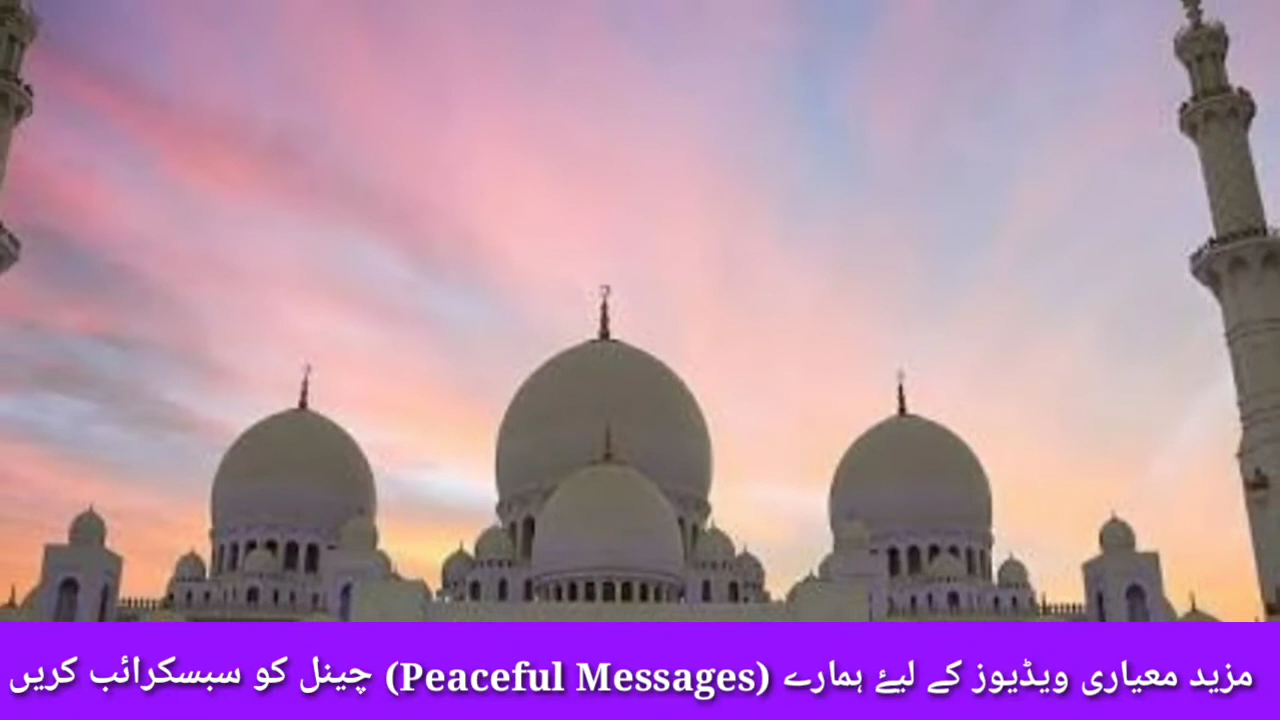 مزید معیاری ویڈیوز کے لیۓ ہمارے (Peaceful Messages) چینل کو سبسکرائب کریں